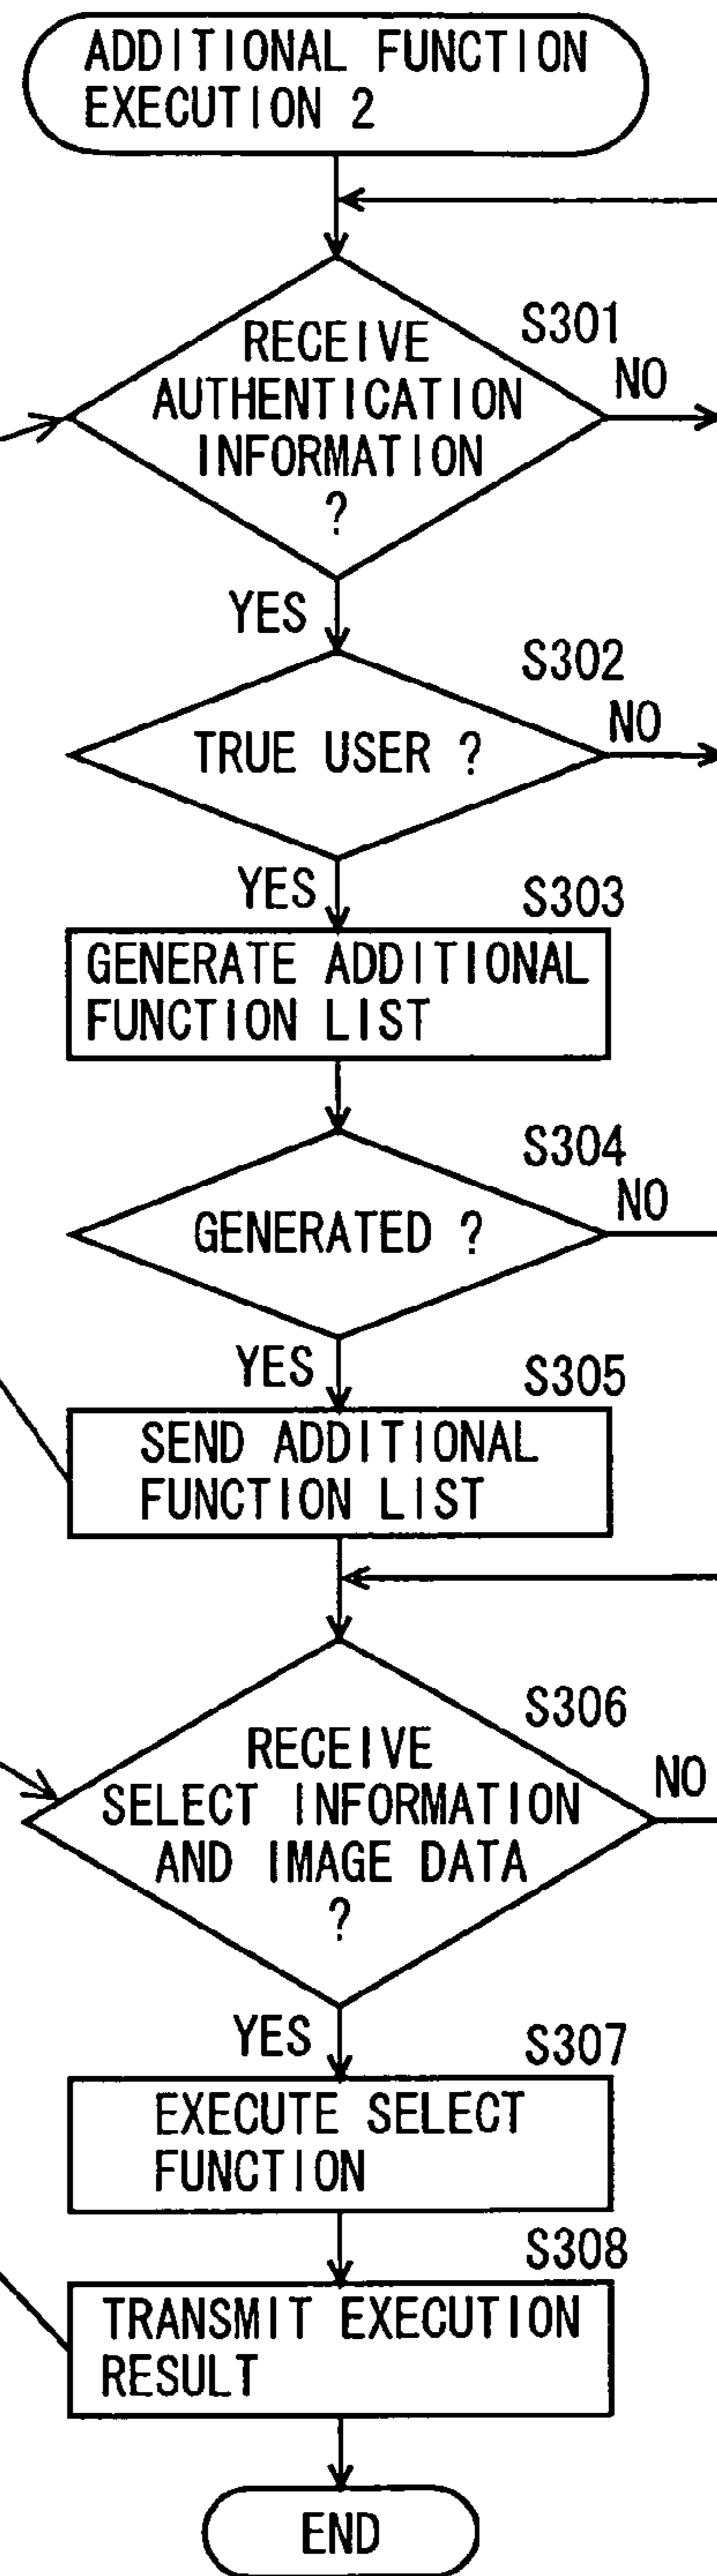 ADDITIONAL FUNCTION
EXECUTION 2
S301
RECEIVE
AUTHENTICATION
INFORMATION
?
NO
YES
S302
TRUE USER ?
NO
YES
S303
GENERATE ADDITIONAL
FUNCTION LIST
S304
GENERATED ?
NO
YES
S305
SEND ADDITIONAL
FUNCTION LIST
S306
RECEIVE
SELECT INFORMATION
AND IMAGE DATA
?
NO
YES
S307
EXECUTE SELECT
FUNCTION
S308
TRANSMIT EXECUTION
RESULT
END